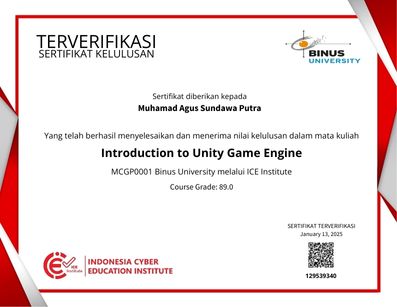 TERVERIFIKASI
SERTIFIKAT KELULUSAN
BINUS
UNIVERSITY
Sertifikat diberikan kepada
Muhamad Agus Sundawa Putra
Yang telah berhasil menyelesaikan dan menerima nilai kelulusan dalam mata kuliah
Introduction to Unity Game Engine
MCGP0001 Binus University melalui ICE Institute
Course Grade: 89.0
SERTIFIKAT TERVERIFIKASI
January 13, 2025
129539340
ICE
Institute
INDONESIA CYBER
EDUCATION INSTITUTE